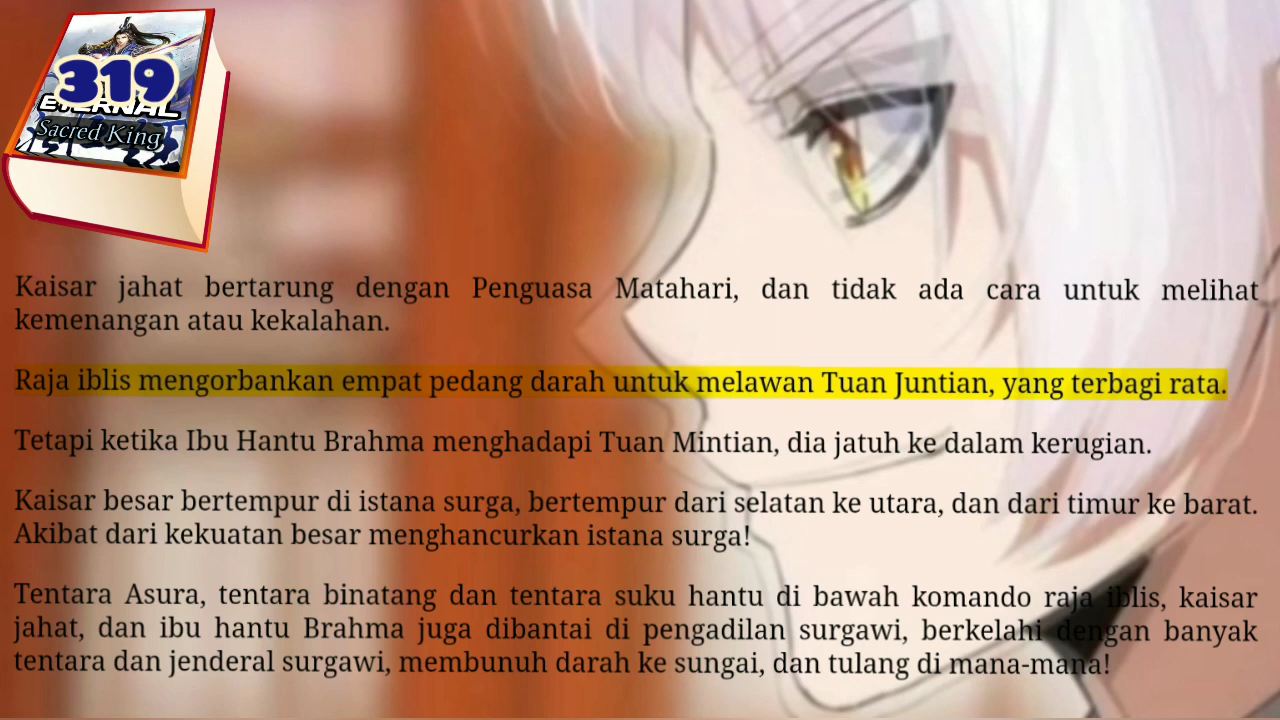 319
ETERNAL
Sacred King
Kaisar jahat bertarung dengan Penguasa Matahari, dan tidak ada cara untuk melihat
kemenangan atau kekalahan.
Raja iblis mengorbankan empat pedang darah untuk melawan Tuan Juntian, yang terbagi rata.
Tetapi ketika Ibu Hantu Brahma menghadapi Tuan Mintian, dia jatuh ke dalam kerugian.
Kaisar besar bertempur di istana surga, bertempur dari selatan ke utara, dan dari timur ke barat.
Akibat dari kekuatan besar menghancurkan istana surga!
Tentara Asura, tentara binatang dan tentara suku hantu di bawah komando raja iblis, kaisar
jahat, dan ibu hantu Brahma juga dibantai di pengadilan surgawi, berkelahi dengan banyak
tentara dan jenderal surgawi, membunuh darah ke sungai, dan tulang di mana-mana!